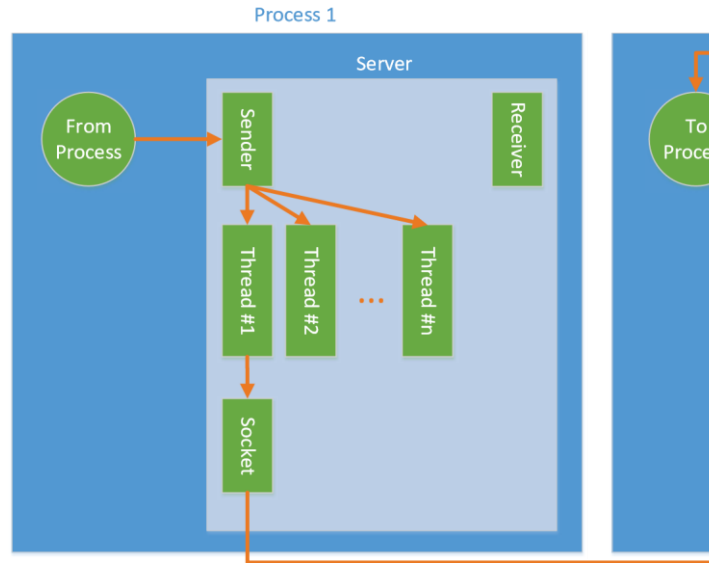 Process 1
Server
From
Process
Sender
Receiver
To
Thread #1
Thread #2
...
Thread #n
Socket